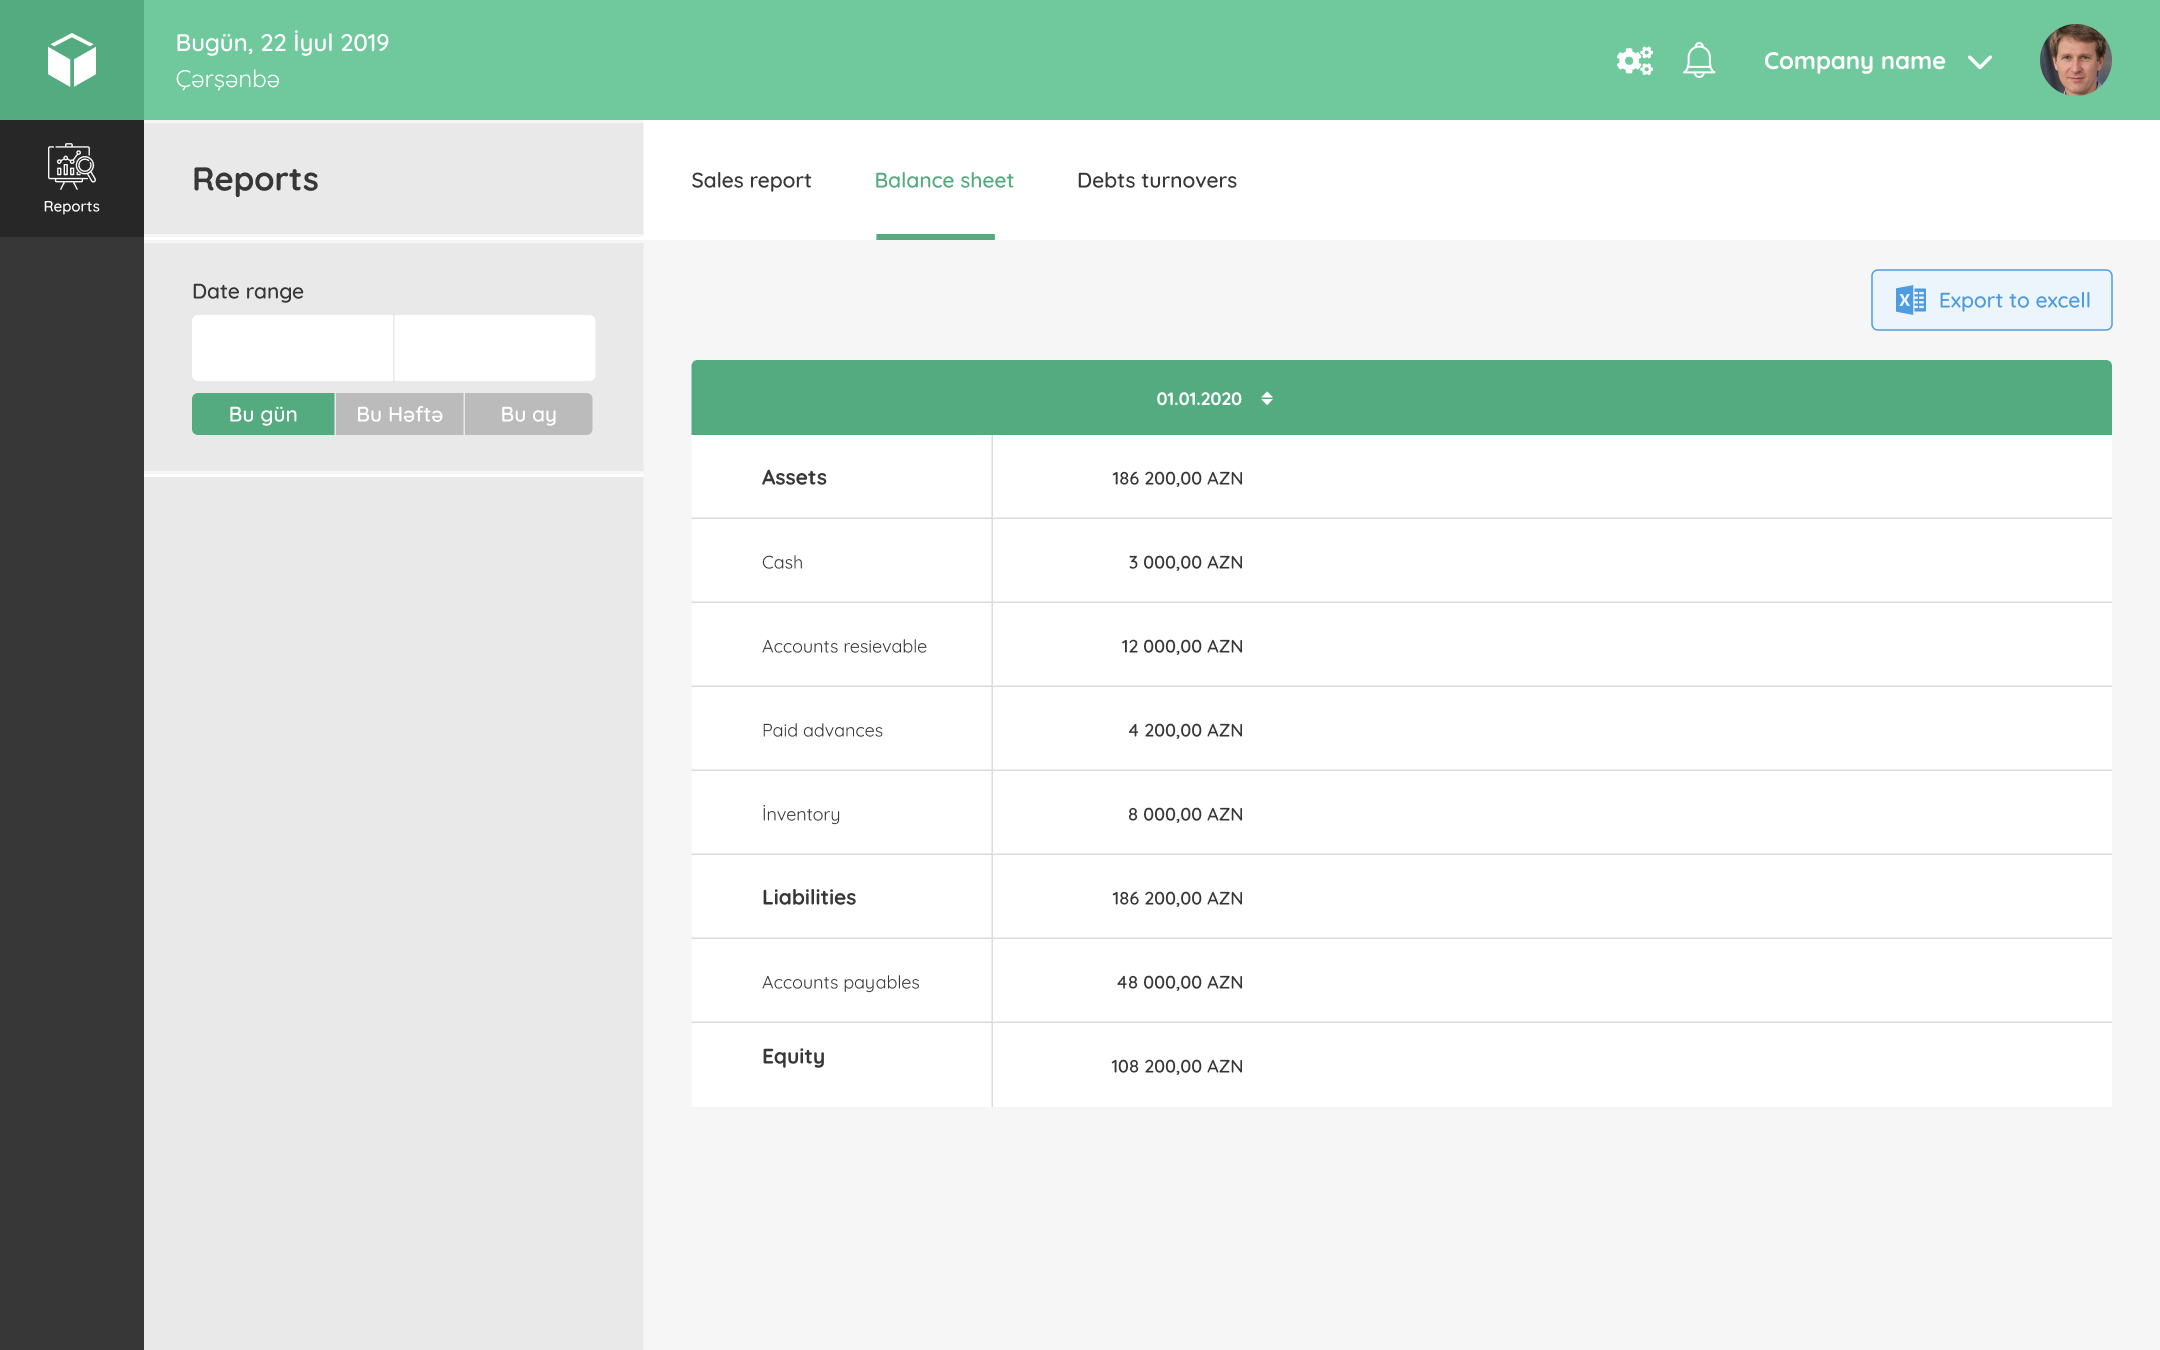 Bugün, 22 İyul 2019
Çərşənbə
Company name
Reports
Reports
Sales report
Balance sheet
Debts turnovers
Date range
Bu gün
Bu Həftə
Bu ay
X
Export to excell
01.01.2020
Assets
186 200,00 AZN
Cash
3 000,00 AZN
Accounts resievable
12 000,00 AZN
Paid advances
4 200,00 AZN
İnventory
8 000,00 AZN
Liabilities
186 200,00 AZN
Accounts payables
48 000,00 AZN
Equity
108 200,00 AZN